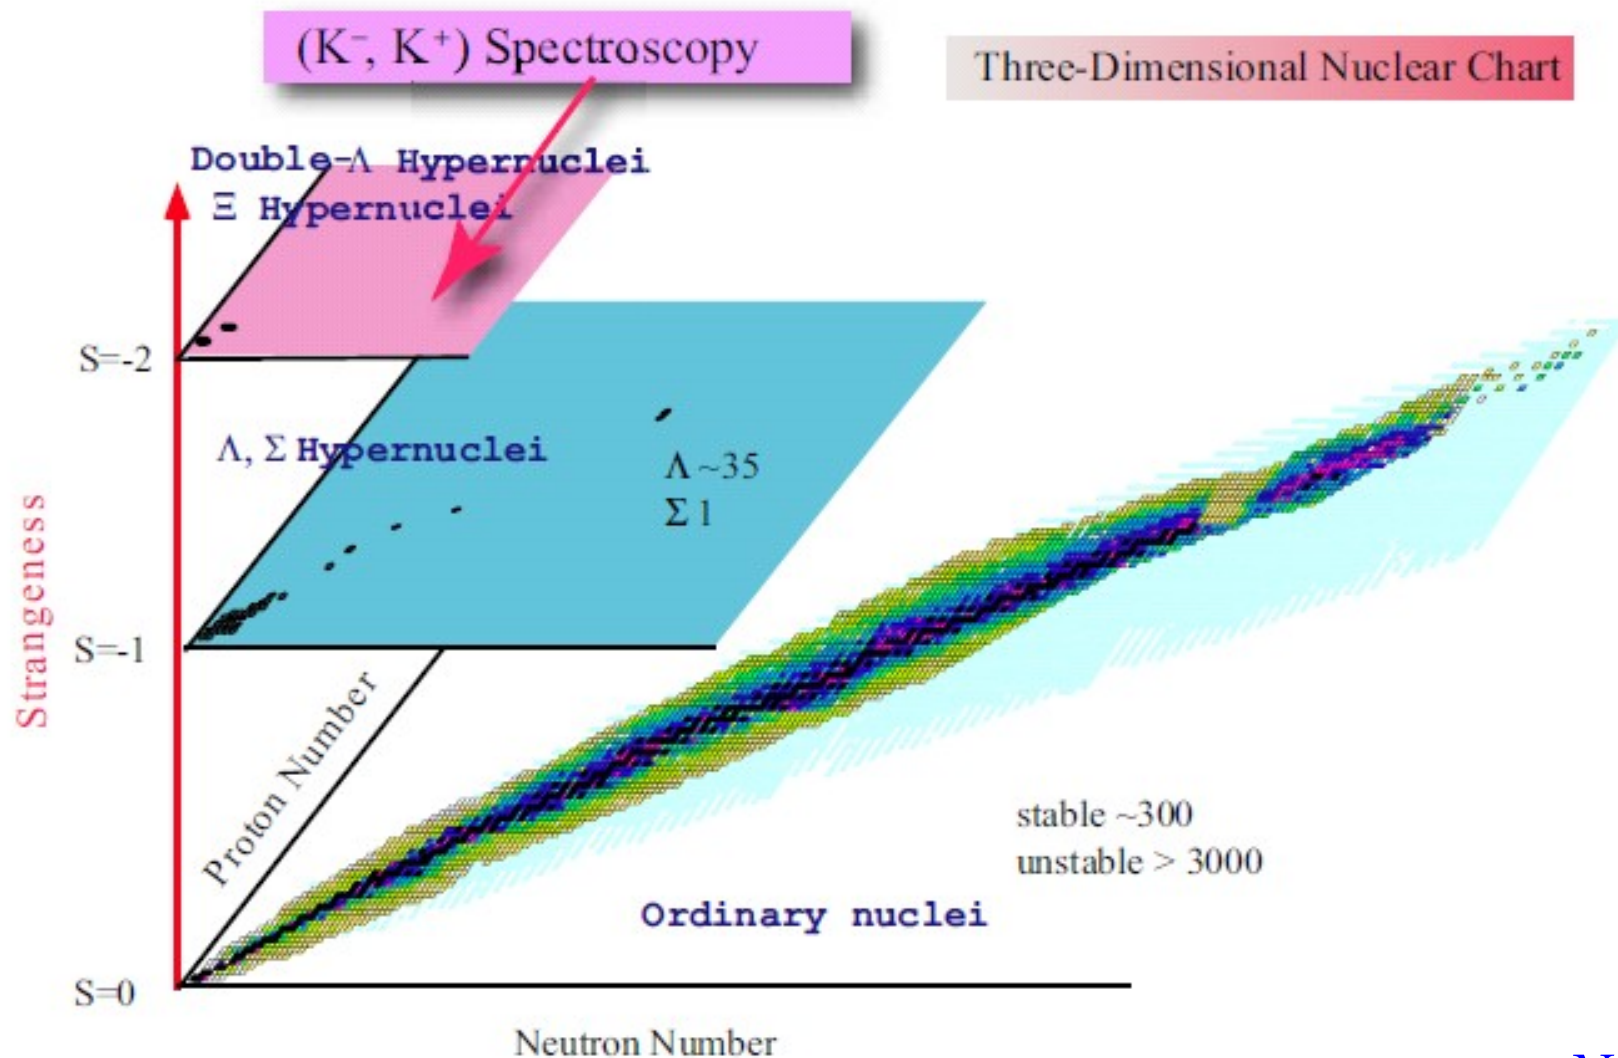 (K⁻, K⁺) Spectroscopy
Three-Dimensional Nuclear Chart
Double-Λ Hypernuclei
Ξ Hypernuclei
S=-2
Λ, Σ Hypernuclei
Λ ~35
Σ 1
Strangeness
S=-1
Proton Number
stable ~300
unstable > 3000
Ordinary nuclei
S=0
Neutron Number